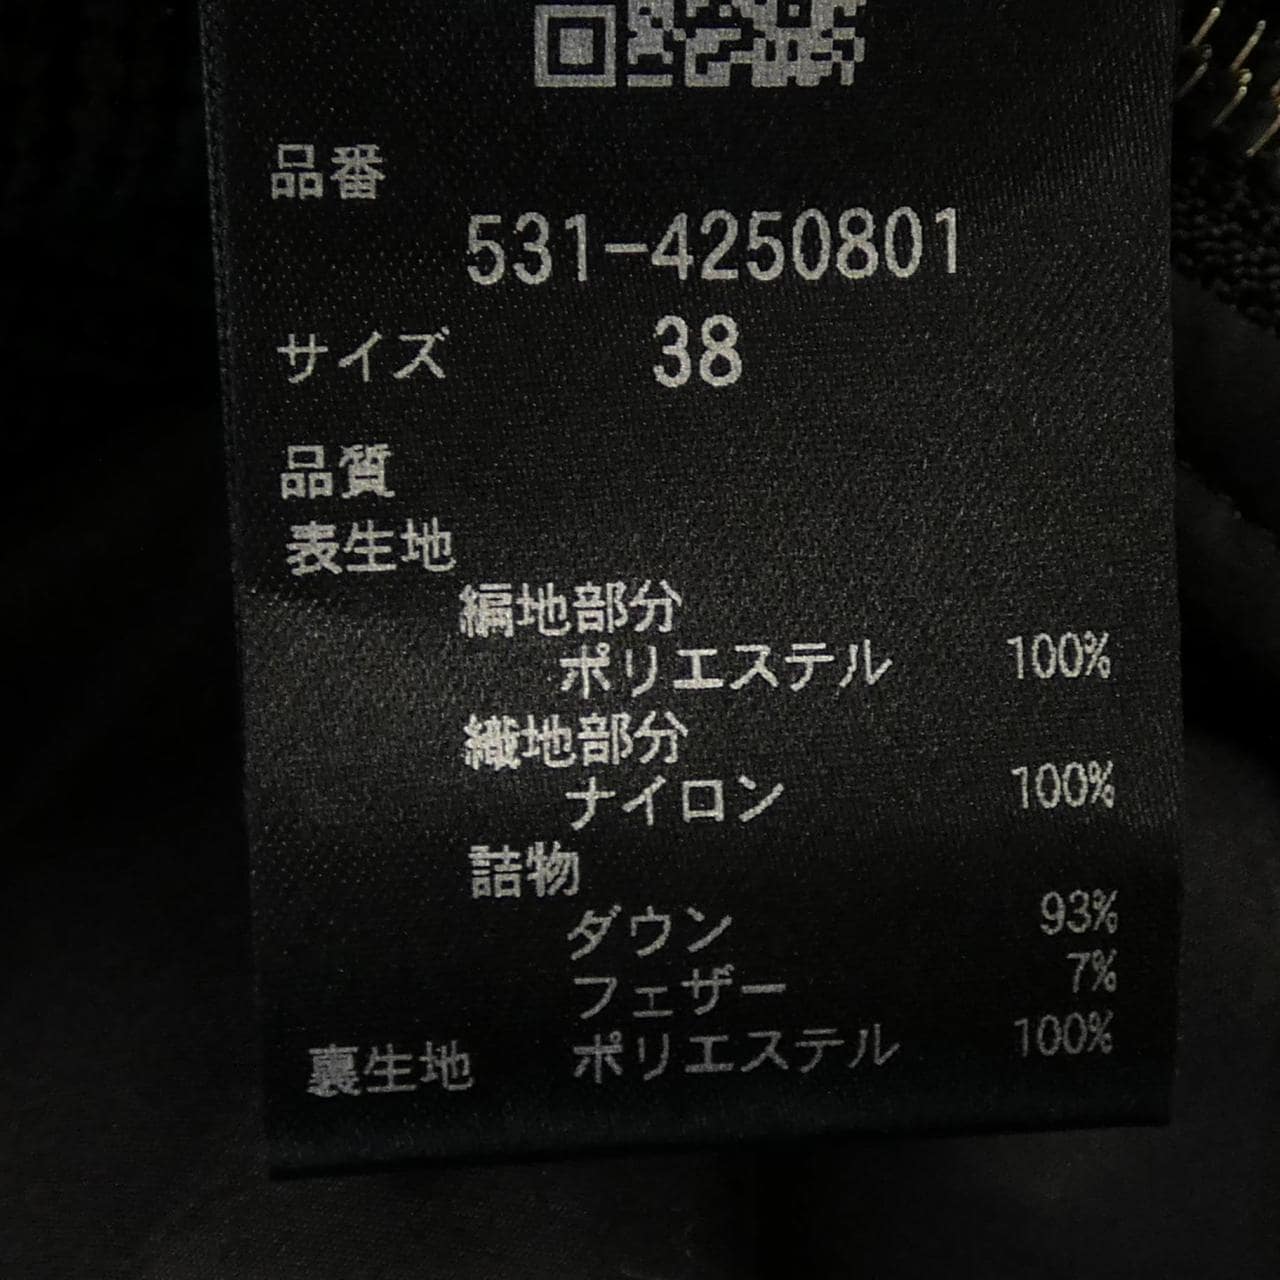 品番
531-4250801
サイズ 38
品質
表生地
編地部分
ポリエステル 100%
織地部分
ナイロン 100%
詰物
ダウン 93%
フェザー 7%
裏生地 ポリエステル 100%